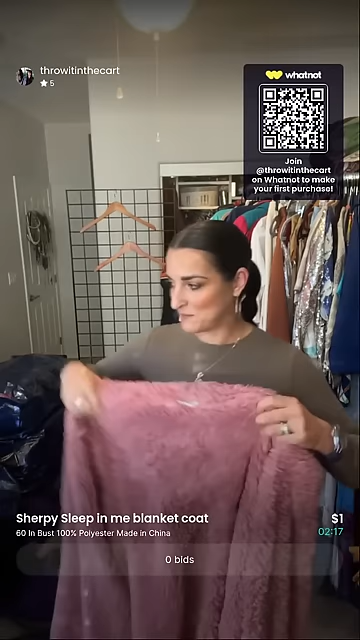 throwitinthecart
★ 5
whatnot
Join
@throwitinthecart
on Whatnot to make
your first purchase!
Sherpy Sleep in me blanket coat
$1
60 In Bust 100% Polyester Made in China
02:17
0 bids